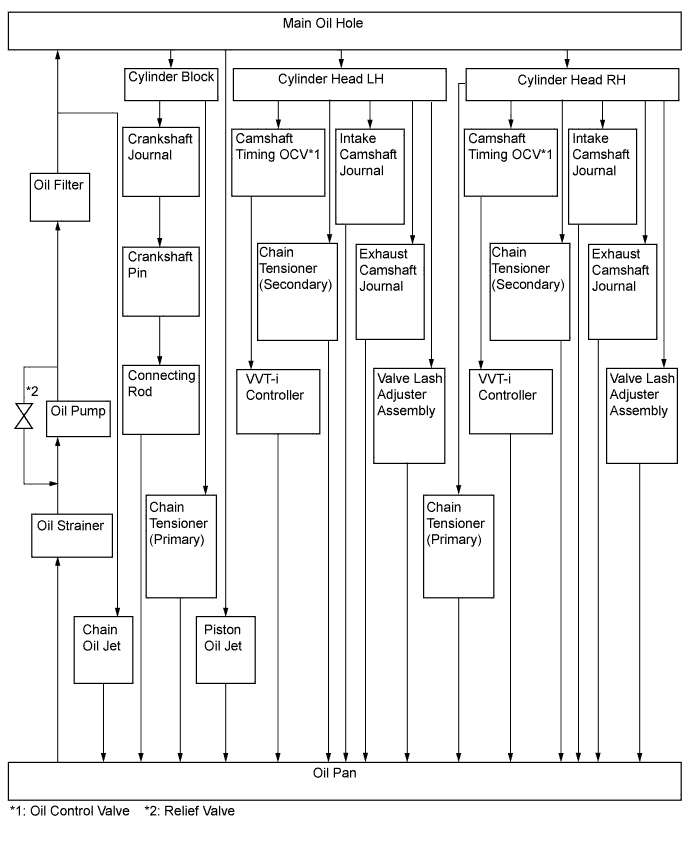 Main Oil Hole
Cylinder Block
Cylinder Head LH
Cylinder Head RH
Crankshaft
Journal
Camshaft
Timing OCV*1
Intake
Camshaft
Journal
Camshaft
Timing OCV*1
Intake
Camshaft
Journal
Oil Filter
Crankshaft
Pin
Chain
Tensioner
(Secondary)
Exhaust
Camshaft
Journal
Chain
Tensioner
(Secondary)
Exhaust
Camshaft
Journal
*2
Oil Pump
Connecting
Rod
VVT-i
Controller
Valve Lash
Adjuster
Assembly
VVT-i
Controller
Valve Lash
Adjuster
Assembly
Oil Strainer
Chain
Tensioner
(Primary)
Chain
Tensioner
(Primary)
Chain
Oil Jet
Piston
Oil Jet
Oil Pan
*1: Oil Control Valve *2: Relief Valve